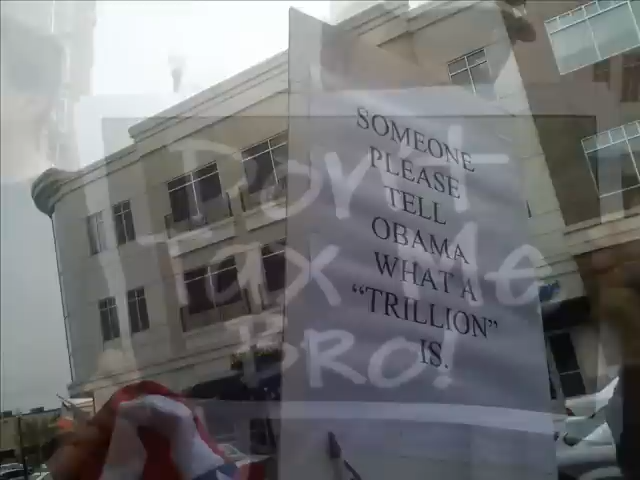 SOMEONE
PLEASE
TELL
OBAMA
WHAT A
“TRILLION”
IS.
Don't
Tax Me
BRO!